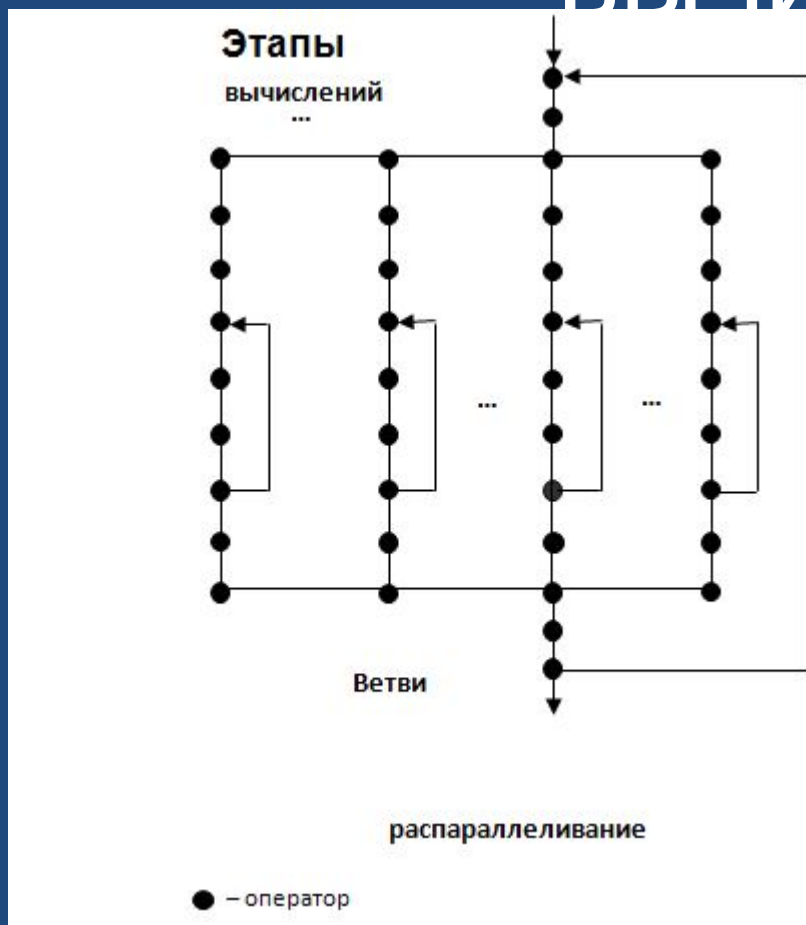 Этапы
вычислений
...
...
...
Ветви
распараллеливание
– оператор